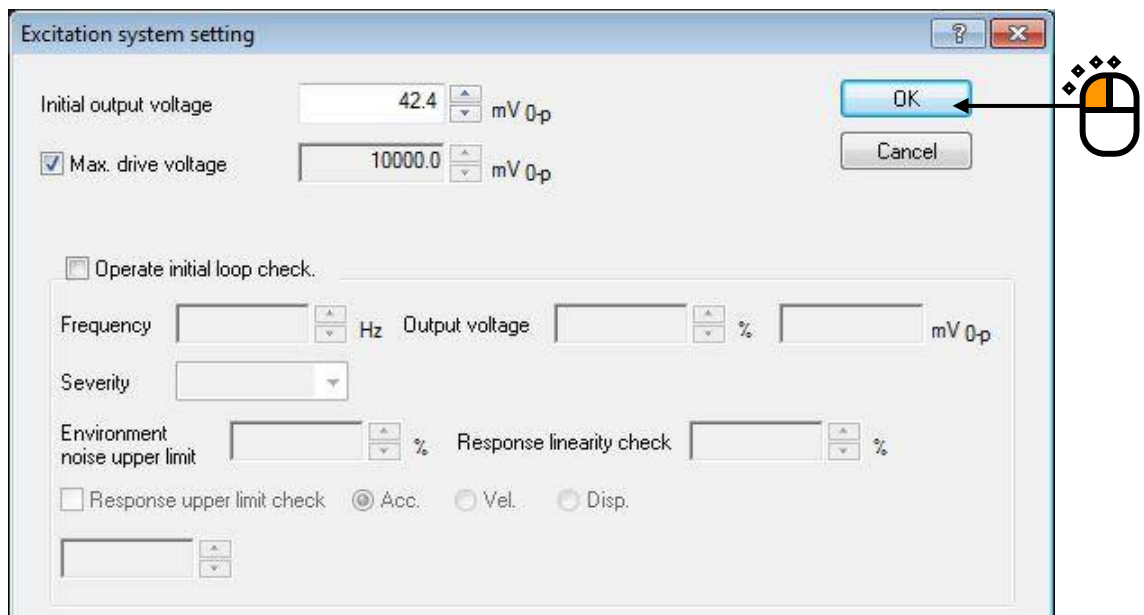 Excitation system setting
Initial output voltage 42.4 mV 0-p OK
Max. drive voltage 10000.0 mV 0-p Cancel
Operate initial loop check.
Frequency Hz Output voltage % mV 0-p
Severity
Environment
noise upper limit % Response linearity check %
Response upper limit check Acc. Vel. Disp.